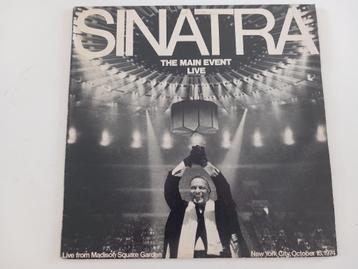 SINATRA
THE MAIN EVENT
LIVE
Live from Madison Square Garden
New York City, October 13, 1974